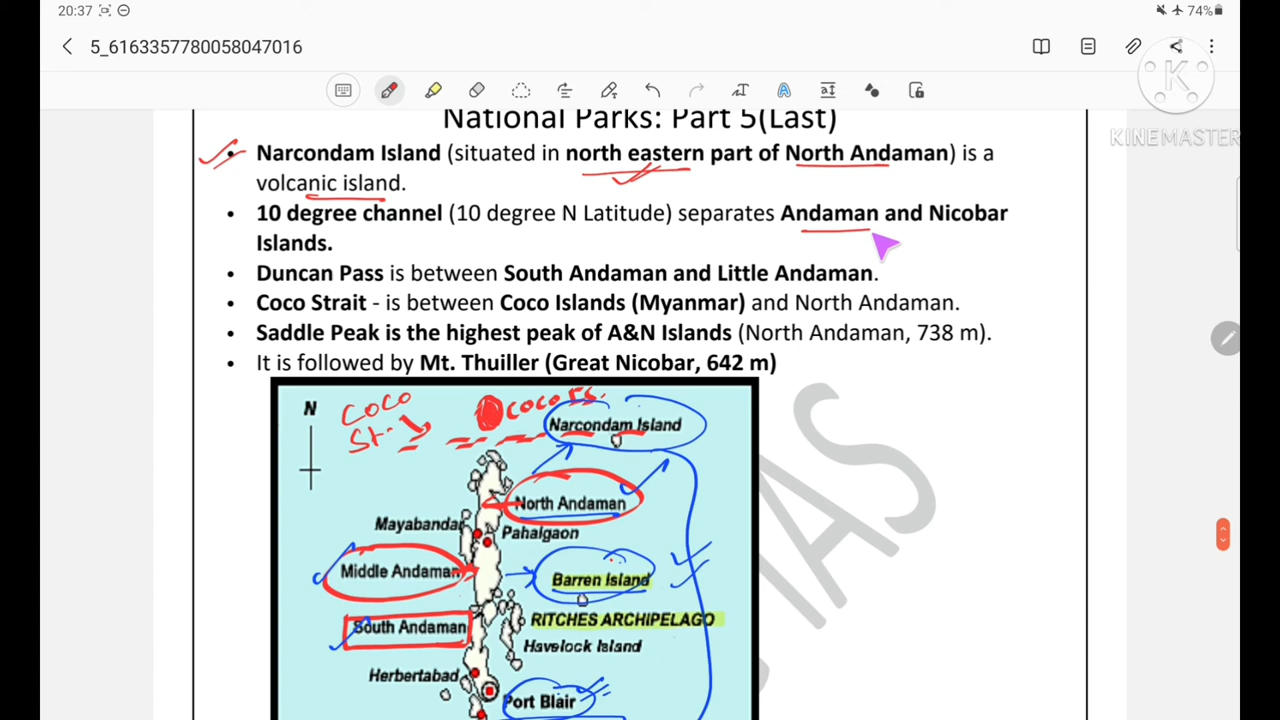 20:37
74%
5_6163357780058047016
K
KINEMASTER
National Parks: Part 5(Last)
• Narcondam Island (situated in north eastern part of North Andaman) is a
volcanic island.
• 10 degree channel (10 degree N Latitude) separates Andaman and Nicobar
Islands.
• Duncan Pass is between South Andaman and Little Andaman.
• Coco Strait - is between Coco Islands (Myanmar) and North Andaman.
• Saddle Peak is the highest peak of A&N Islands (North Andaman, 738 m).
• It is followed by Mt. Thuiller (Great Nicobar, 642 m)
N
Coco
St.
COCO Is.
Narcondam Island
North Andaman
Mayabandar
Pahalgaon
Middle Andaman
Barren Island
South Andaman
RITCHES ARCHIPELAGO
Havelock Island
Herbertabad
Port Blair
IAS